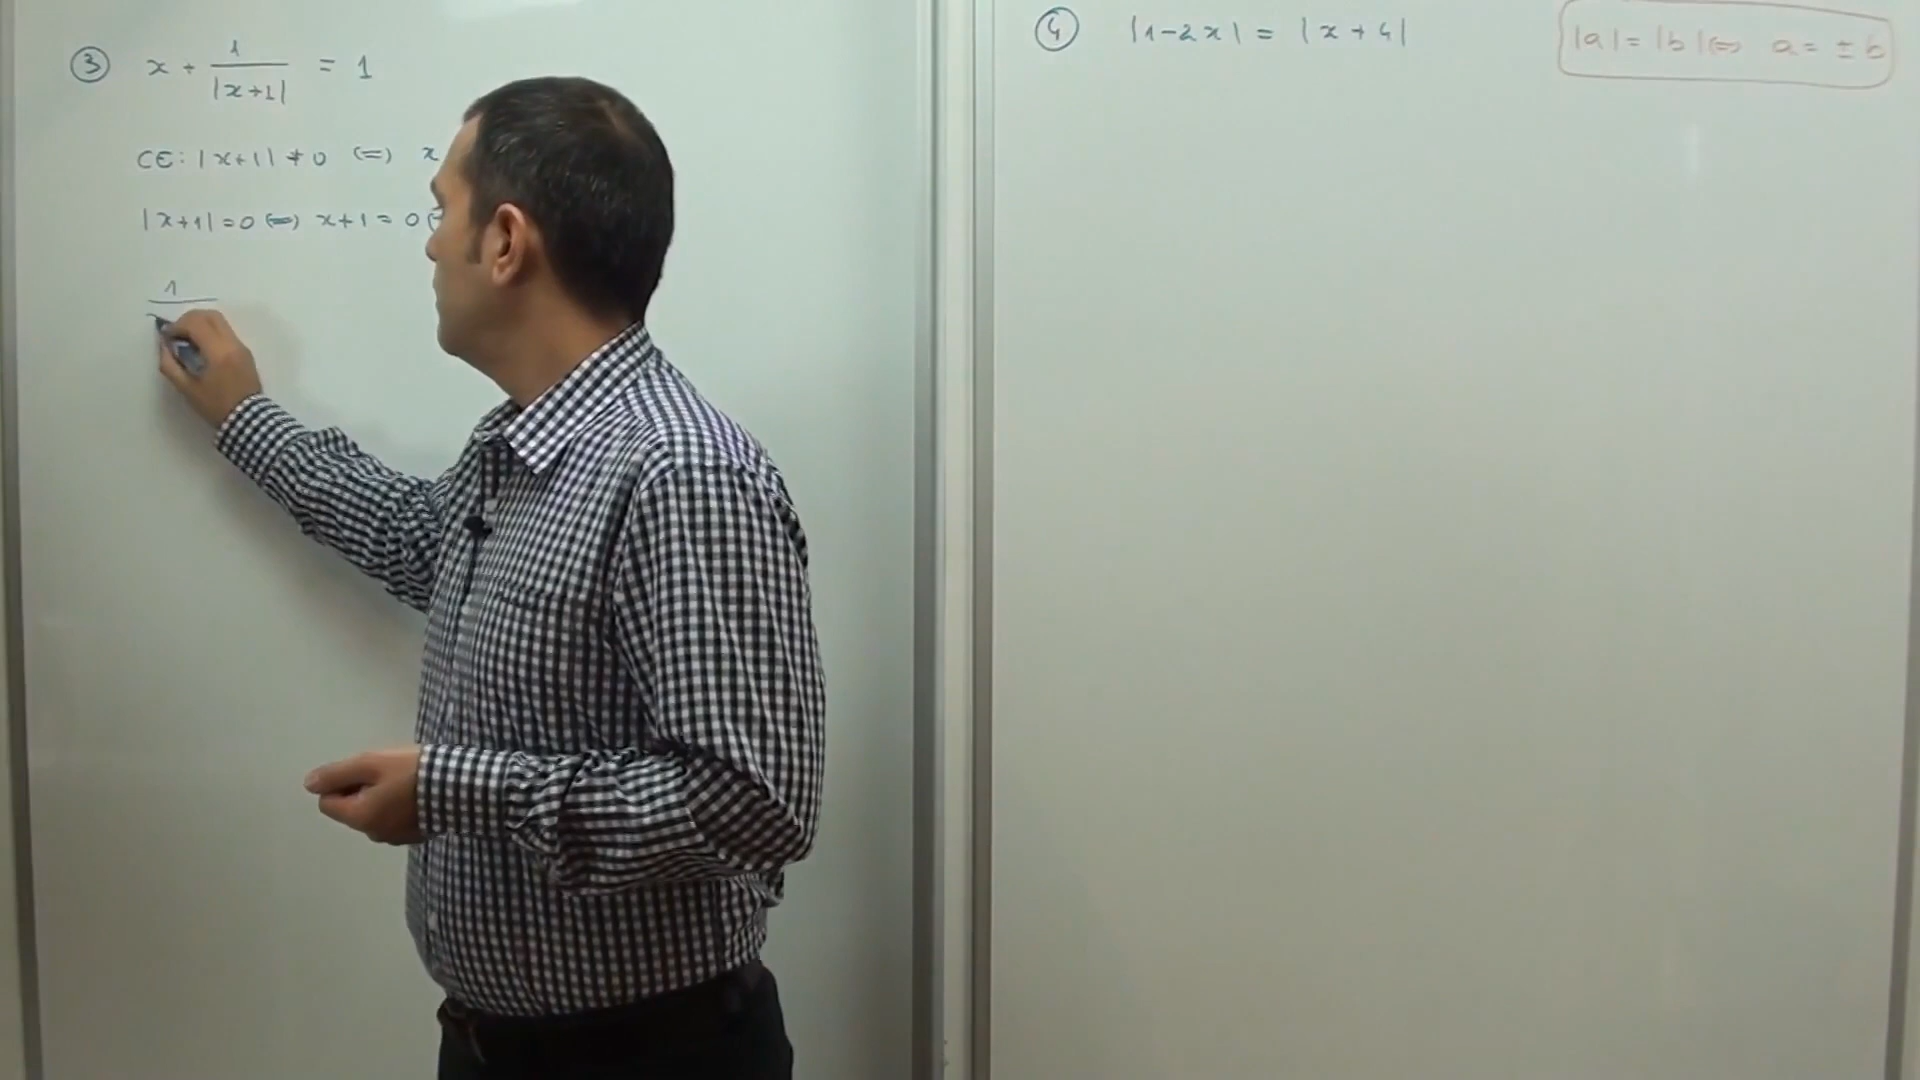 ③ x + 1/|x+1| = 1
CE: |x+1| ≠ 0 (=) x
|x+1| = 0 (=) x+1 = 0 (=
1
④ |1-2x| = |x+4|
|a| = |b| (=) a = ± b